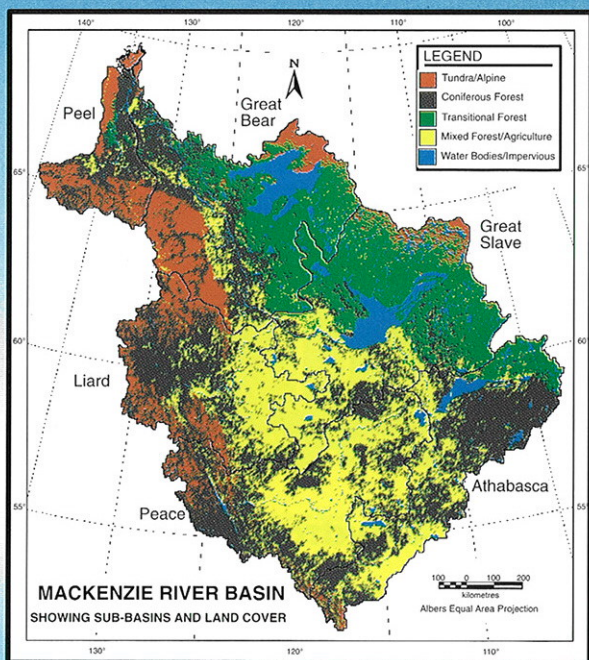 140° 130° 120° 110° 100°
N
LEGEND
Tundra/Alpine
Coniferous Forest
Transitional Forest
Mixed Forest/Agriculture
Water Bodies/Impervious
Peel
Great
Bear
65°
65°
Great
Slave
60°
60°
Liard
Athabasca
55°
55°
Peace
MACKENZIE RIVER BASIN
SHOWING SUB-BASINS AND LAND COVER
100 0 100 200
kilometres
Albers Equal Area Projection
130° 120° 110°